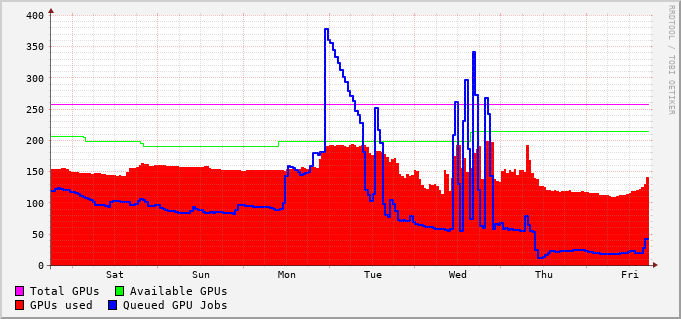 RRDTOOL / TOBI OETIKER
400
350
300
250
200
150
100
50
0
Sat Sun Mon Tue Wed Thu Fri
Total GPUs Available GPUs
GPUs used Queued GPU Jobs